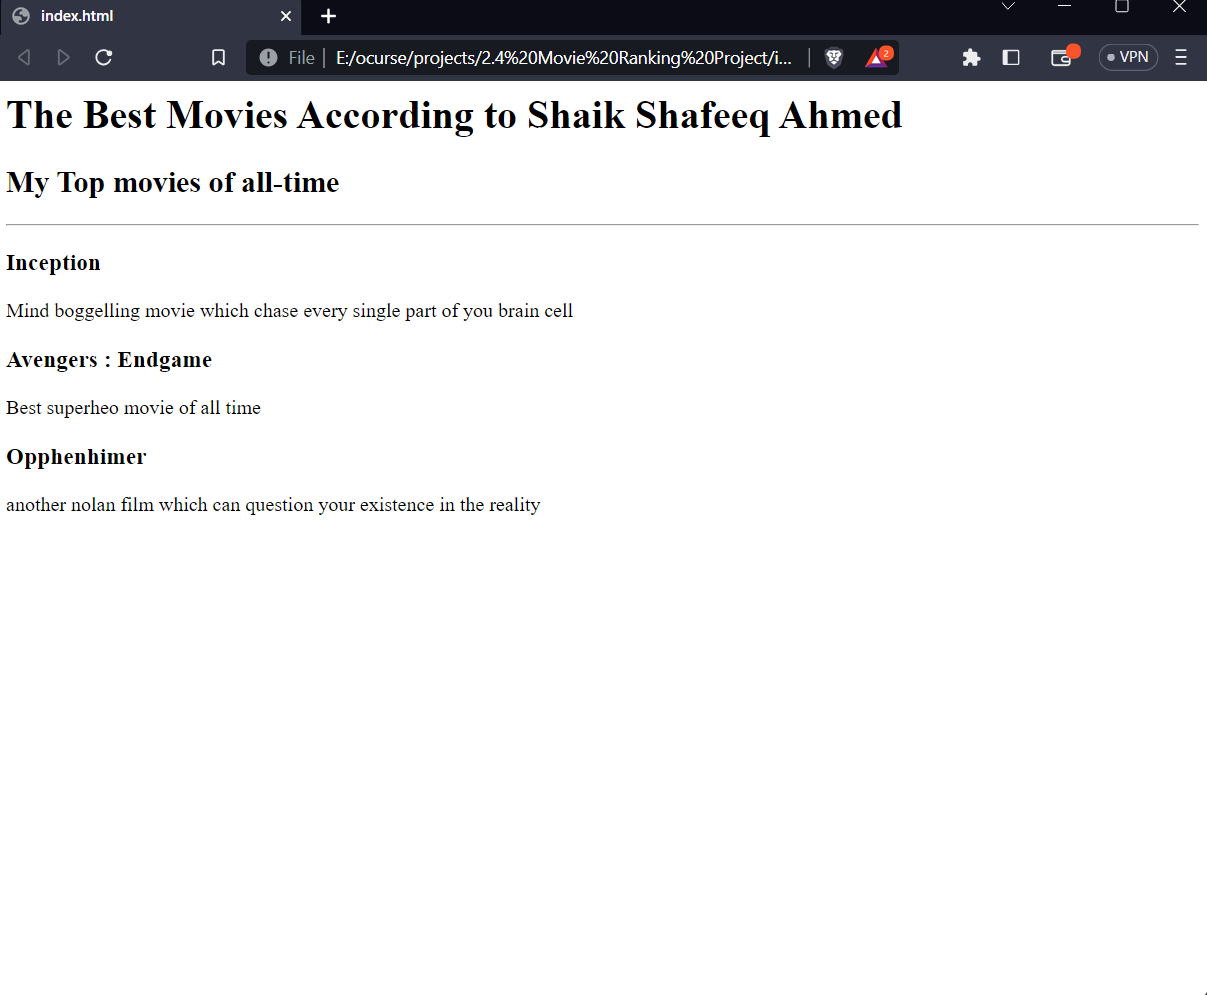 index.html
File E:/ocurse/projects/2.4%20Movie%20Ranking%20Project/i... 2 VPN
The Best Movies According to Shaik Shafeeq Ahmed
My Top movies of all-time
Inception
Mind boggelling movie which chase every single part of you brain cell
Avengers : Endgame
Best superheo movie of all time
Opphenhimer
another nolan film which can question your existence in the reality